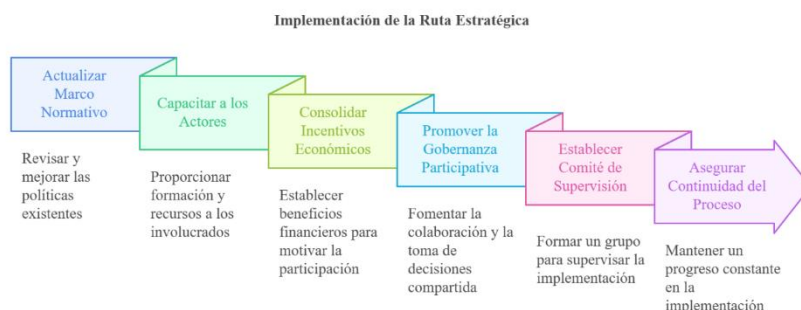 Implementación de la Ruta Estratégica
Actualizar
Marco
Normativo
Revisar y
mejorar las
políticas
existentes
Capacitar a los
Actores
Proporcionar
formación y
recursos a los
involucrados
Consolidar
Incentivos
Económicos
Establecer
beneficios
financieros para
motivar la
participación
Promover la
Gobernanza
Participativa
Fomentar la
colaboración y la
toma de
decisiones
compartida
Establecer
Comité de
Supervisión
Formar un grupo
para supervisar la
implementación
Asegurar
Continuidad del
Proceso
Mantener un
progreso constante
en la
implementación